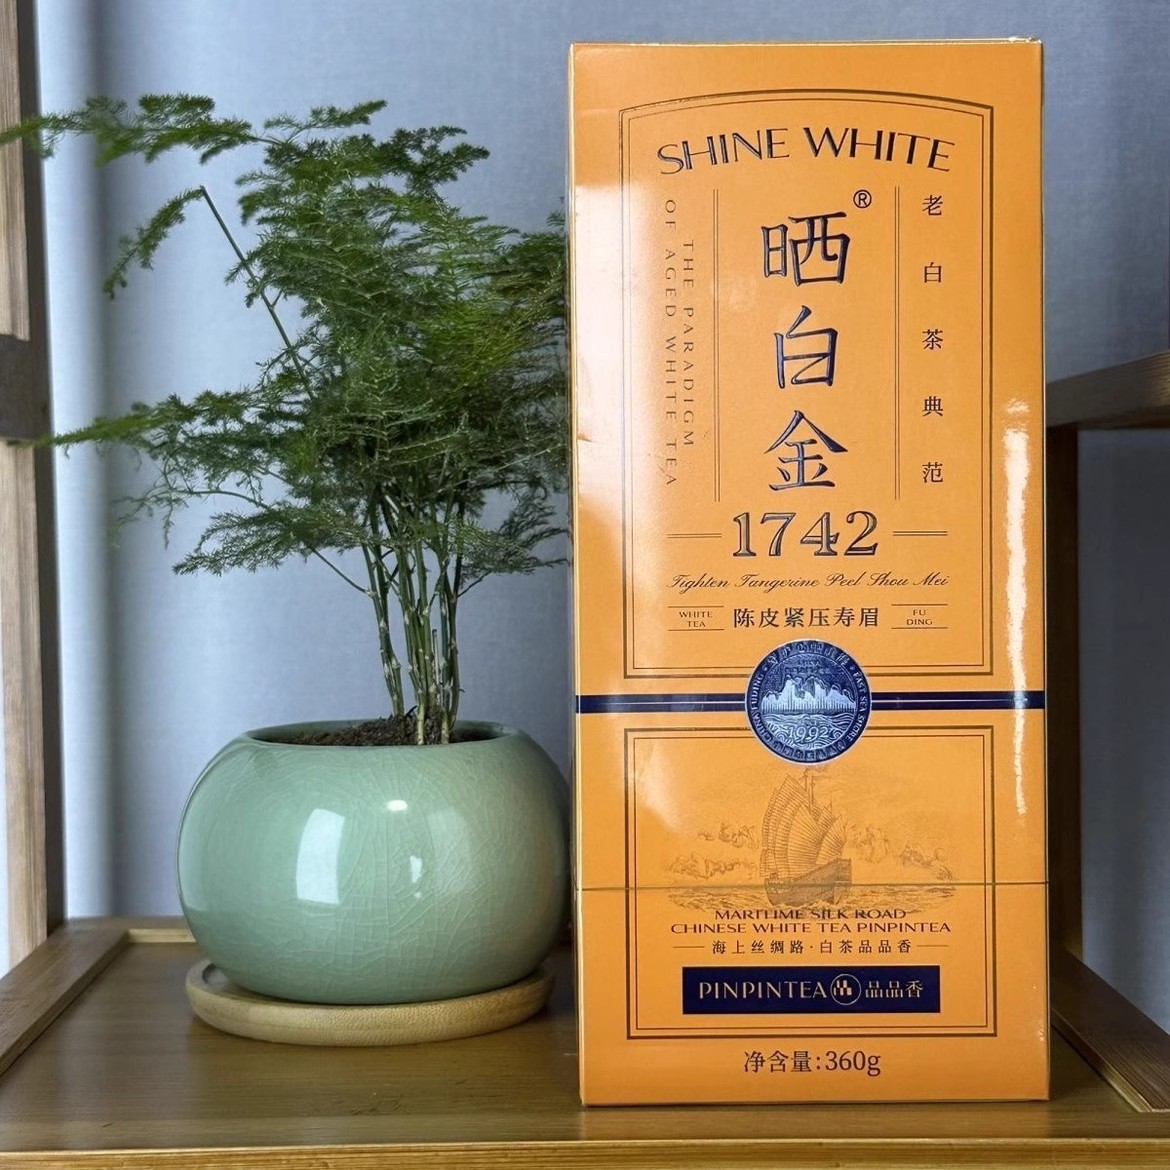 SHINE WHITE
THE PARADIGM
OF AGED WHITE TEA
晒白金®
老白茶典范
1742
Tighten Tangerine Peel Shou Mei
WHITE
TEA
陈皮紧压寿眉
FU
DING
EAST SEA SHORE
1992
MARTLIME SILK ROAD
CHINESE WHITE TEA PINPINTEA
海上丝绸路·白茶品品香
PINPINTEA 品品香
净含量:360g